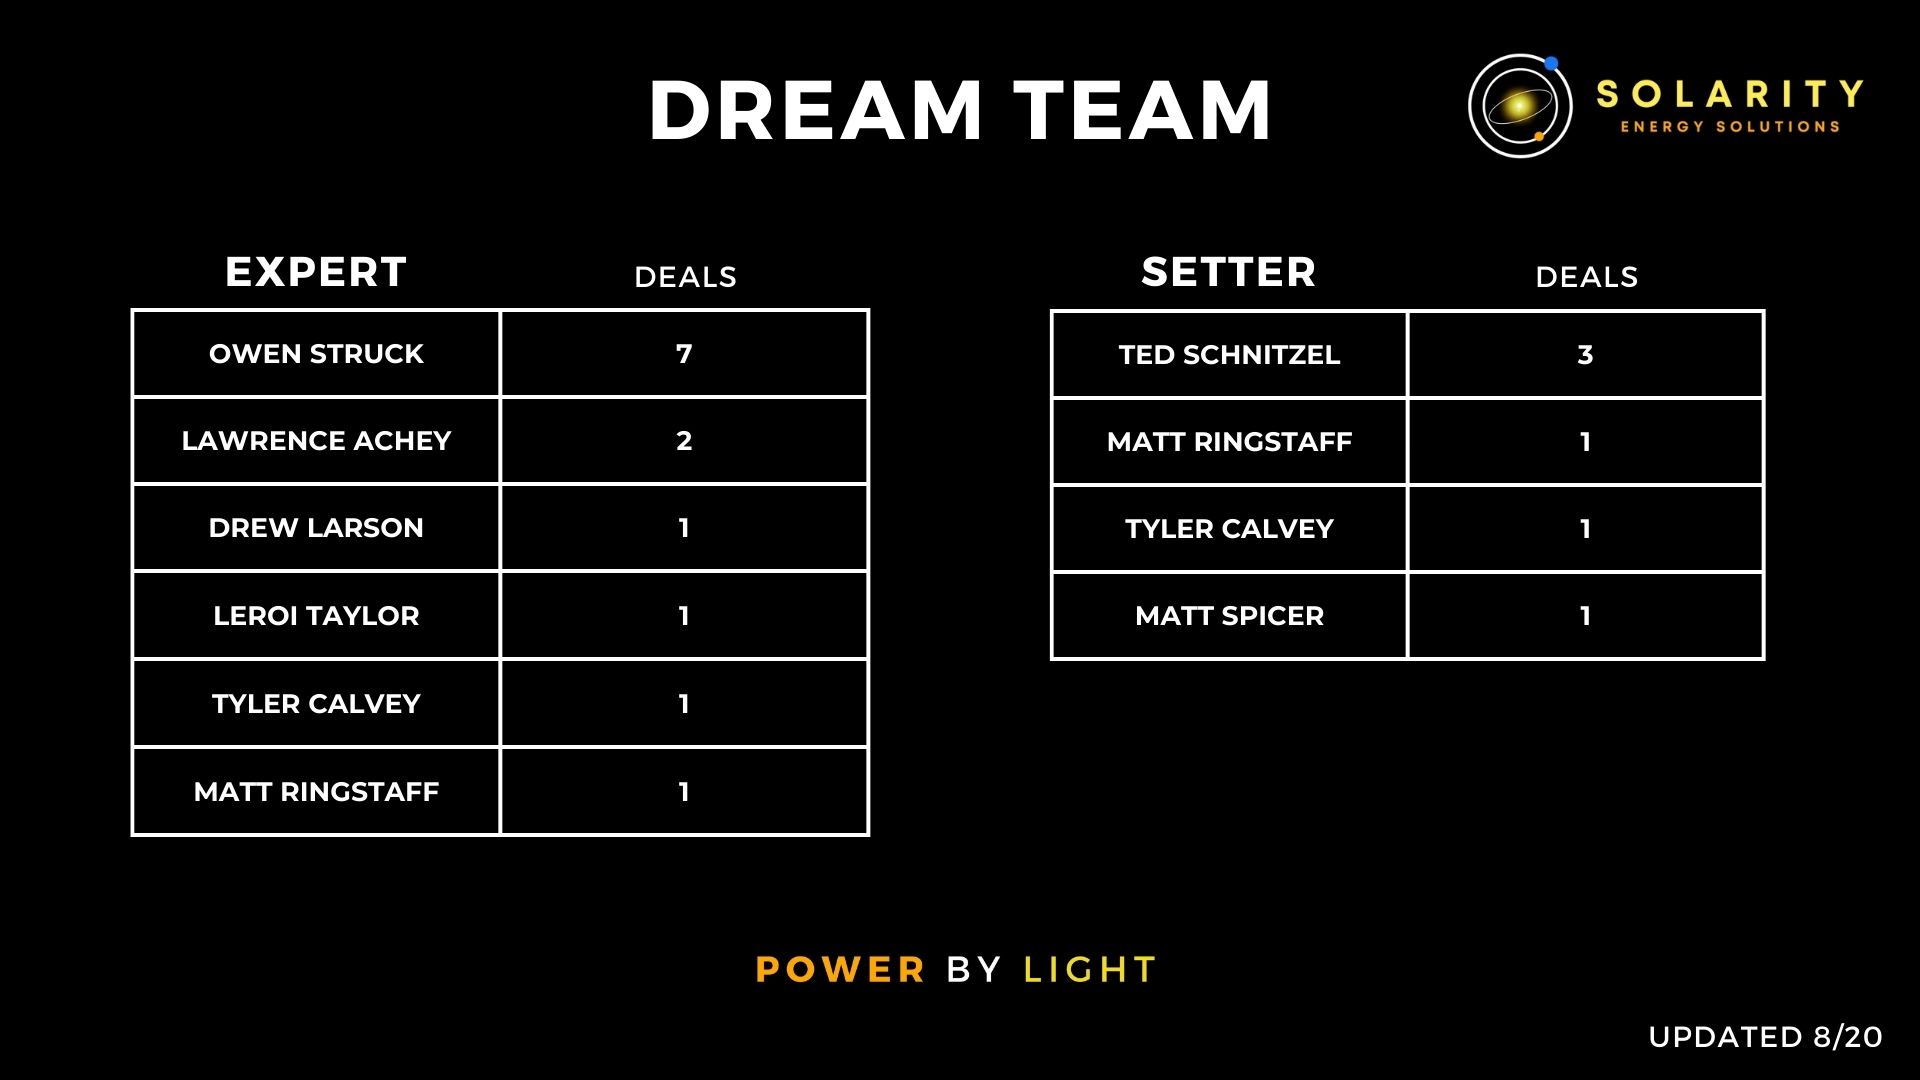 DREAM TEAM
SOLARITY
ENERGY SOLUTIONS
EXPERT DEALS
OWEN STRUCK 7
LAWRENCE ACHEY 2
DREW LARSON 1
LEROI TAYLOR 1
TYLER CALVEY 1
MATT RINGSTAFF 1
SETTER DEALS
TED SCHNITZEL 3
MATT RINGSTAFF 1
TYLER CALVEY 1
MATT SPICER 1
POWER BY LIGHT
UPDATED 8/20